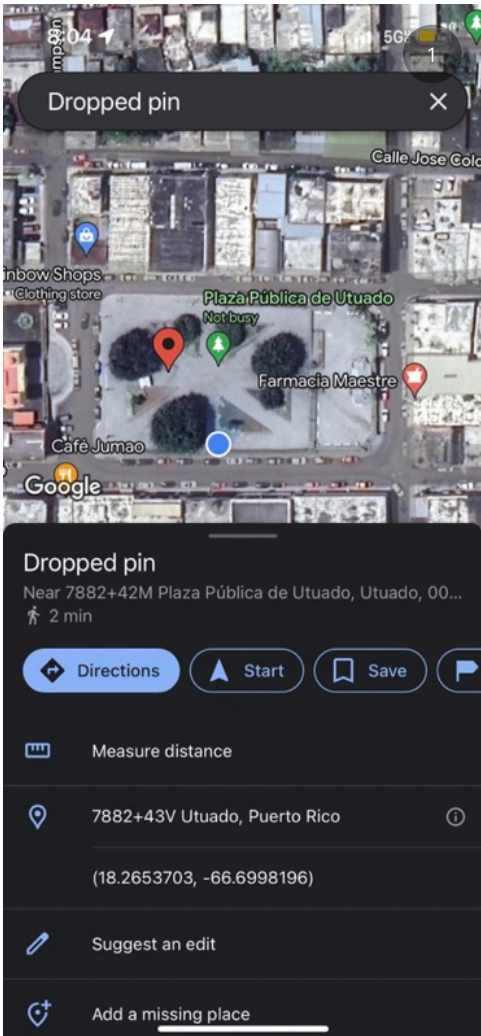 8:04
5GE
1
Dropped pin
Calle Jose Colo
nbow Shops
Clothing store
Plaza Pública de Utuado
Not busy
Farmacia Maestre
Café Jumao
Google
Dropped pin
Near 7882+42M Plaza Pública de Utuado, Utuado, 00...
2 min
Directions
Start
Save
Measure distance
7882+43V Utuado, Puerto Rico
(18.2653703, -66.6998196)
Suggest an edit
Add a missing place